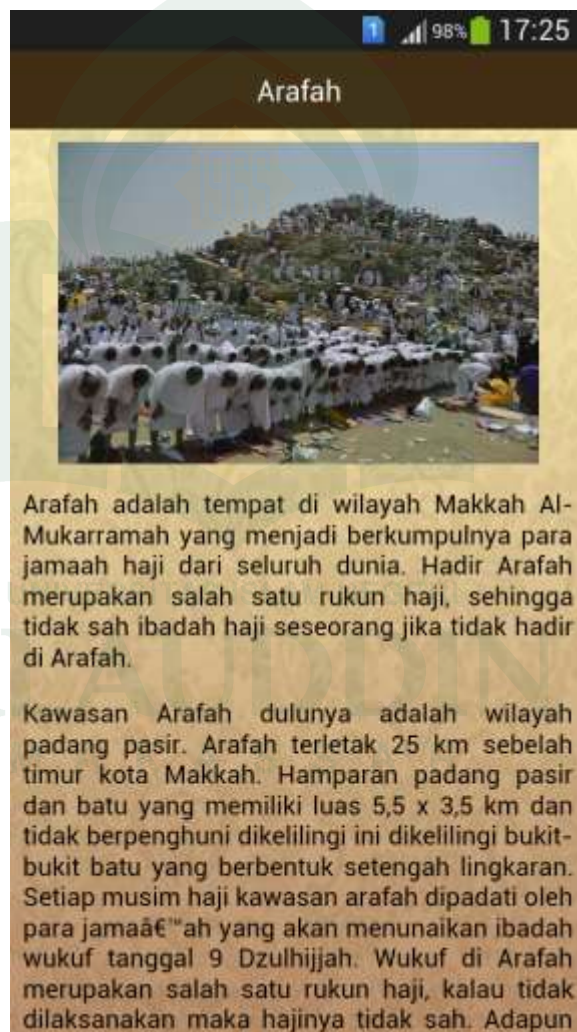 1 98% 17:25
Arafah
Arafah adalah tempat di wilayah Makkah Al-
Mukarramah yang menjadi berkumpulnya para
jamaah haji dari seluruh dunia. Hadir Arafah
merupakan salah satu rukun haji, sehingga
tidak sah ibadah haji seseorang jika tidak hadir
di Arafah.
Kawasan Arafah dulunya adalah wilayah
padang pasir. Arafah terletak 25 km sebelah
timur kota Makkah. Hamparan padang pasir
dan batu yang memiliki luas 5,5 x 3,5 km dan
tidak berpenghuni dikelilingi ini dikelilingi bukit-
bukit batu yang berbentuk setengah lingkaran.
Setiap musim haji kawasan arafah dipadati oleh
para jamaâ€™ah yang akan menunaikan ibadah
wukuf tanggal 9 Dzulhijjah. Wukuf di Arafah
merupakan salah satu rukun haji, kalau tidak
dilaksanakan maka hajinya tidak sah. Adapun